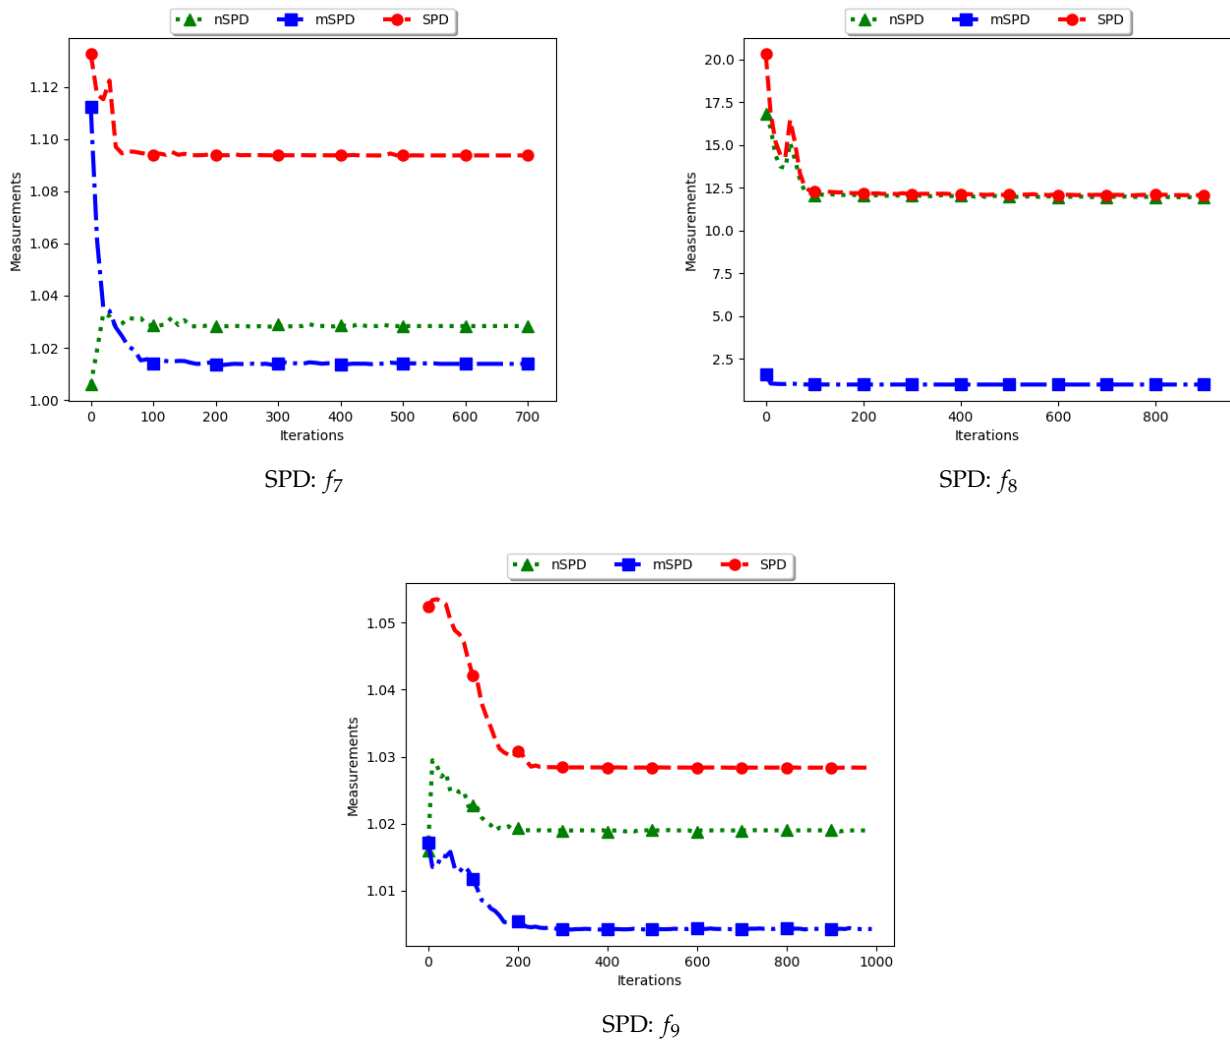 nSPD mSPD SPD
1.12
1.10
1.08
1.06
1.04
1.02
1.00
Measurements
0 100 200 300 400 500 600 700
Iterations
SPD: f7
nSPD mSPD SPD
20.0
17.5
15.0
12.5
10.0
7.5
5.0
2.5
Measurements
0 200 400 600 800
Iterations
SPD: f8
nSPD mSPD SPD
1.05
1.04
1.03
1.02
1.01
Measurements
0 200 400 600 800 1000
Iterations
SPD: f9